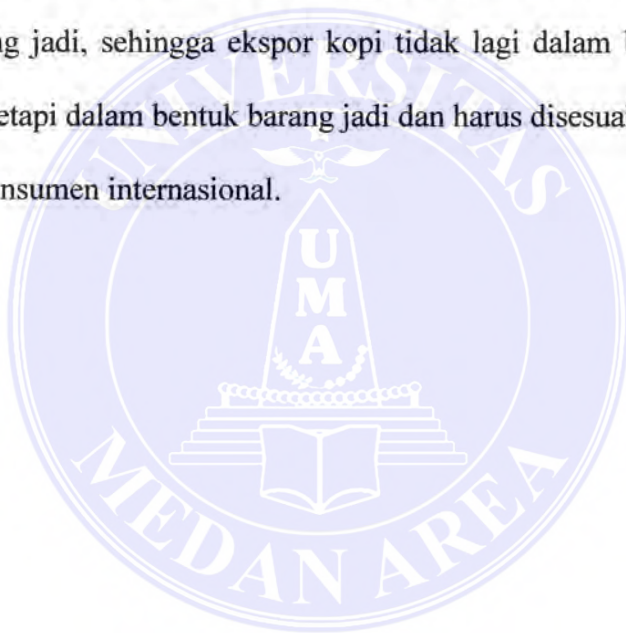 ng jadi, sehingga ekspor kopi tidak lagi dalam
etapi dalam bentuk barang jadi dan harus disesua
nsumen internasional.
UNIVERSITAS
UMA
MEDAN AREA